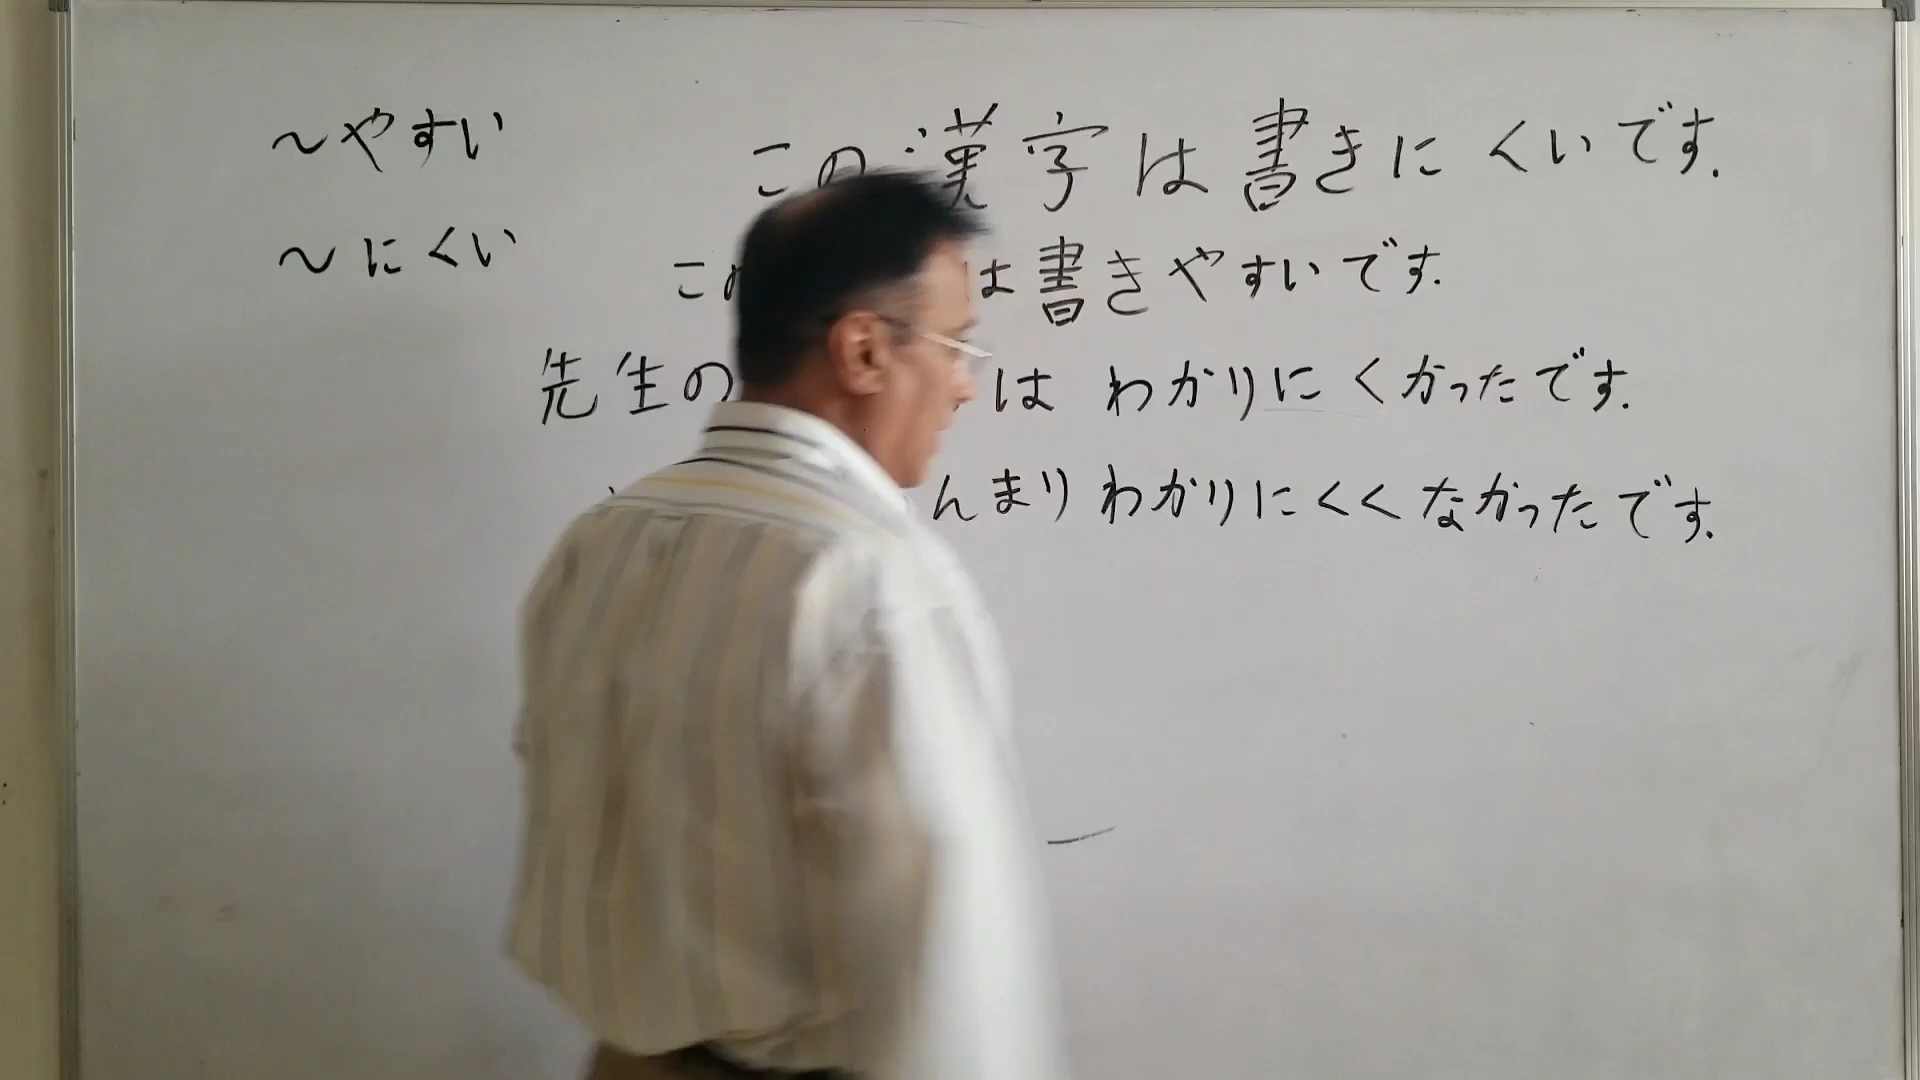 ～やすい
～にくい
この漢字は書きにくいです.
は書きやすいです.
先生の は わかりにくかったです.
んまりわかりにくくなかったです.